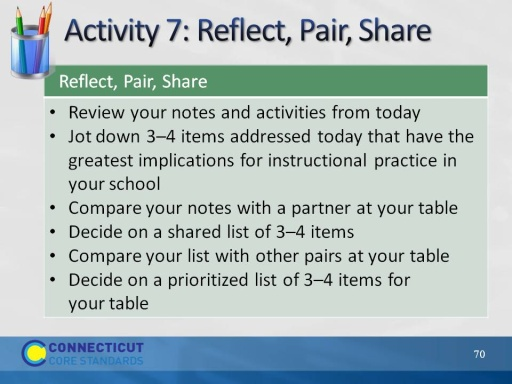 Activity 7: Reflect, Pair, Share
Reflect, Pair, Share
• Review your notes and activities from today
• Jot down 3–4 items addressed today that have the
greatest implications for instructional practice in
your school
• Compare your notes with a partner at your table
• Decide on a shared list of 3–4 items
• Compare your list with other pairs at your table
• Decide on a prioritized list of 3–4 items for
your table
CONNECTICUT
CORE STANDARDS
70